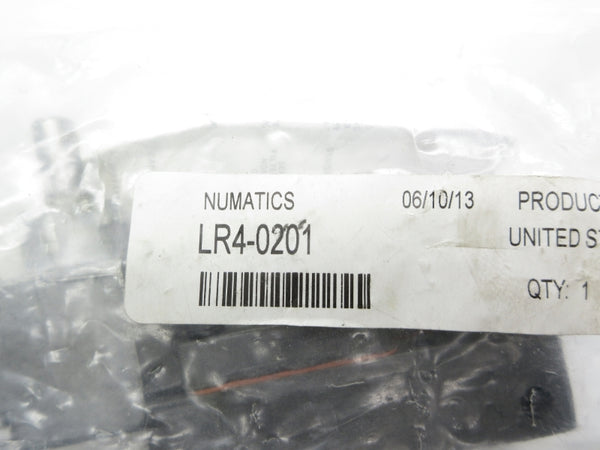 NUMATICS 06/10/13 PRODUC
LR4-0201 UNITED ST
QTY: 1